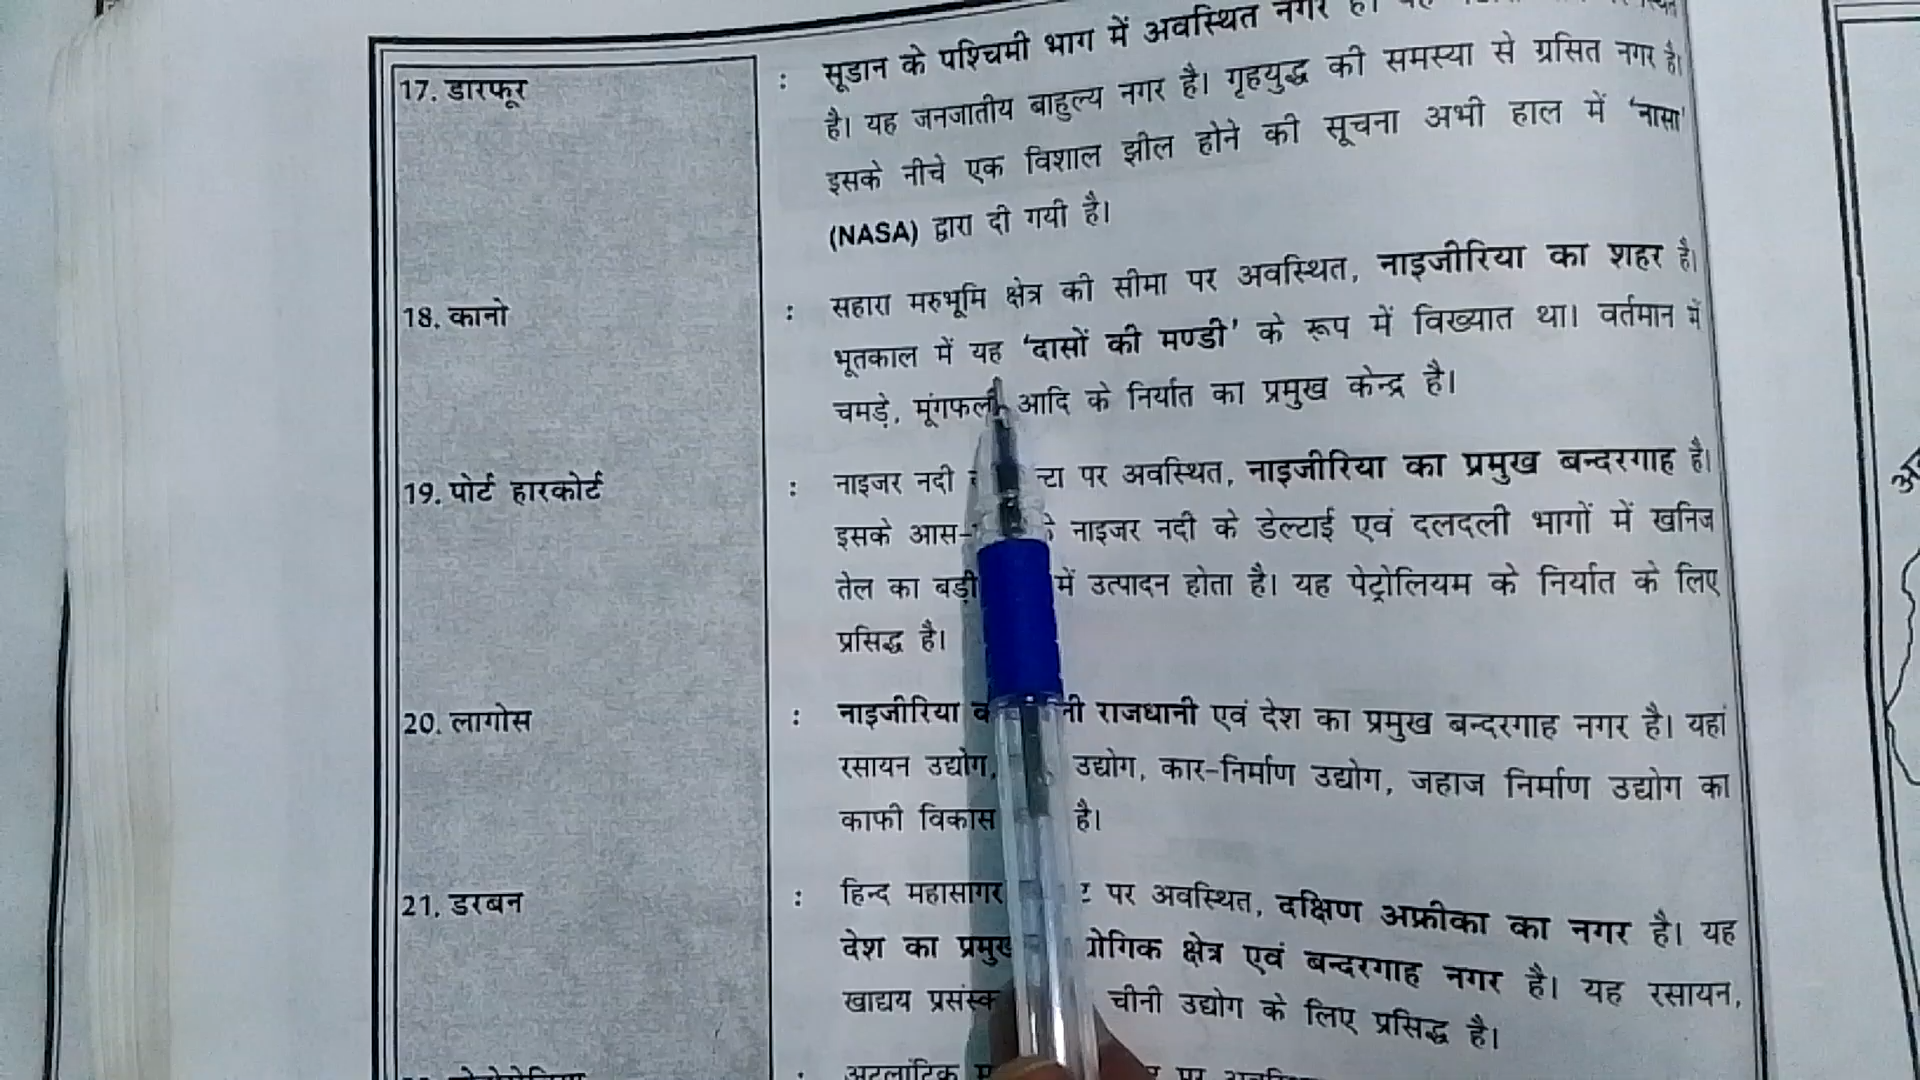 17. डारफूर : सूडान के पश्चिमी भाग में अवस्थित नगर है।
है। यह जनजातीय बाहुल्य नगर है। गृहयुद्ध की समस्या से ग्रसित नगर है।
इसके नीचे एक विशाल झील होने की सूचना अभी हाल में 'नासा'
(NASA) द्वारा दी गयी है।
18. कानो : सहारा मरुभूमि क्षेत्र की सीमा पर अवस्थित, नाइजीरिया का शहर है।
भूतकाल में यह 'दासों की मण्डी' के रूप में विख्यात था। वर्तमान में
चमड़े, मूंगफली आदि के निर्यात का प्रमुख केन्द्र है।
19. पोर्ट हारकोर्ट : नाइजर नदी पर अवस्थित, नाइजीरिया का प्रमुख बन्दरगाह है।
इसके आस- नाइजर नदी के डेल्टाई एवं दलदली भागों में खनिज
तेल का बड़ी में उत्पादन होता है। यह पेट्रोलियम के निर्यात के लिए
प्रसिद्ध है।
20. लागोस : नाइजीरिया राजधानी एवं देश का प्रमुख बन्दरगाह नगर है। यहां
रसायन उद्योग, उद्योग, कार-निर्माण उद्योग, जहाज निर्माण उद्योग का
काफी विकास है।
21. डरबन : हिन्द महासागर पर अवस्थित, दक्षिण अफ्रीका का नगर है। यह
देश का प्रमुख क्षेत्र एवं बन्दरगाह नगर है। यह रसायन,
खाद्यय चीनी उद्योग के लिए प्रसिद्ध है।
अटलांटिक